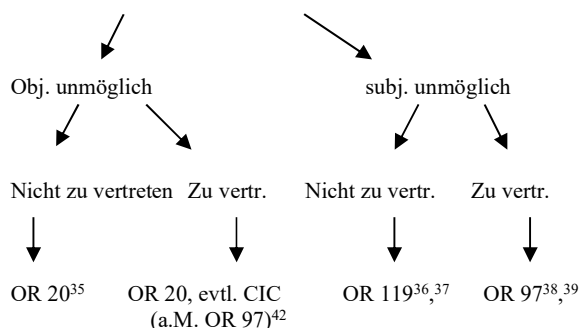 Obj. unmöglich subj. unmöglich
Nicht zu vertreten Zu vertr. Nicht zu vertr. Zu vertr.
OR 20³⁵ OR 20, evtl. CIC OR 119³⁶,³⁷ OR 97³⁸,³⁹
(a.M. OR 97)⁴²